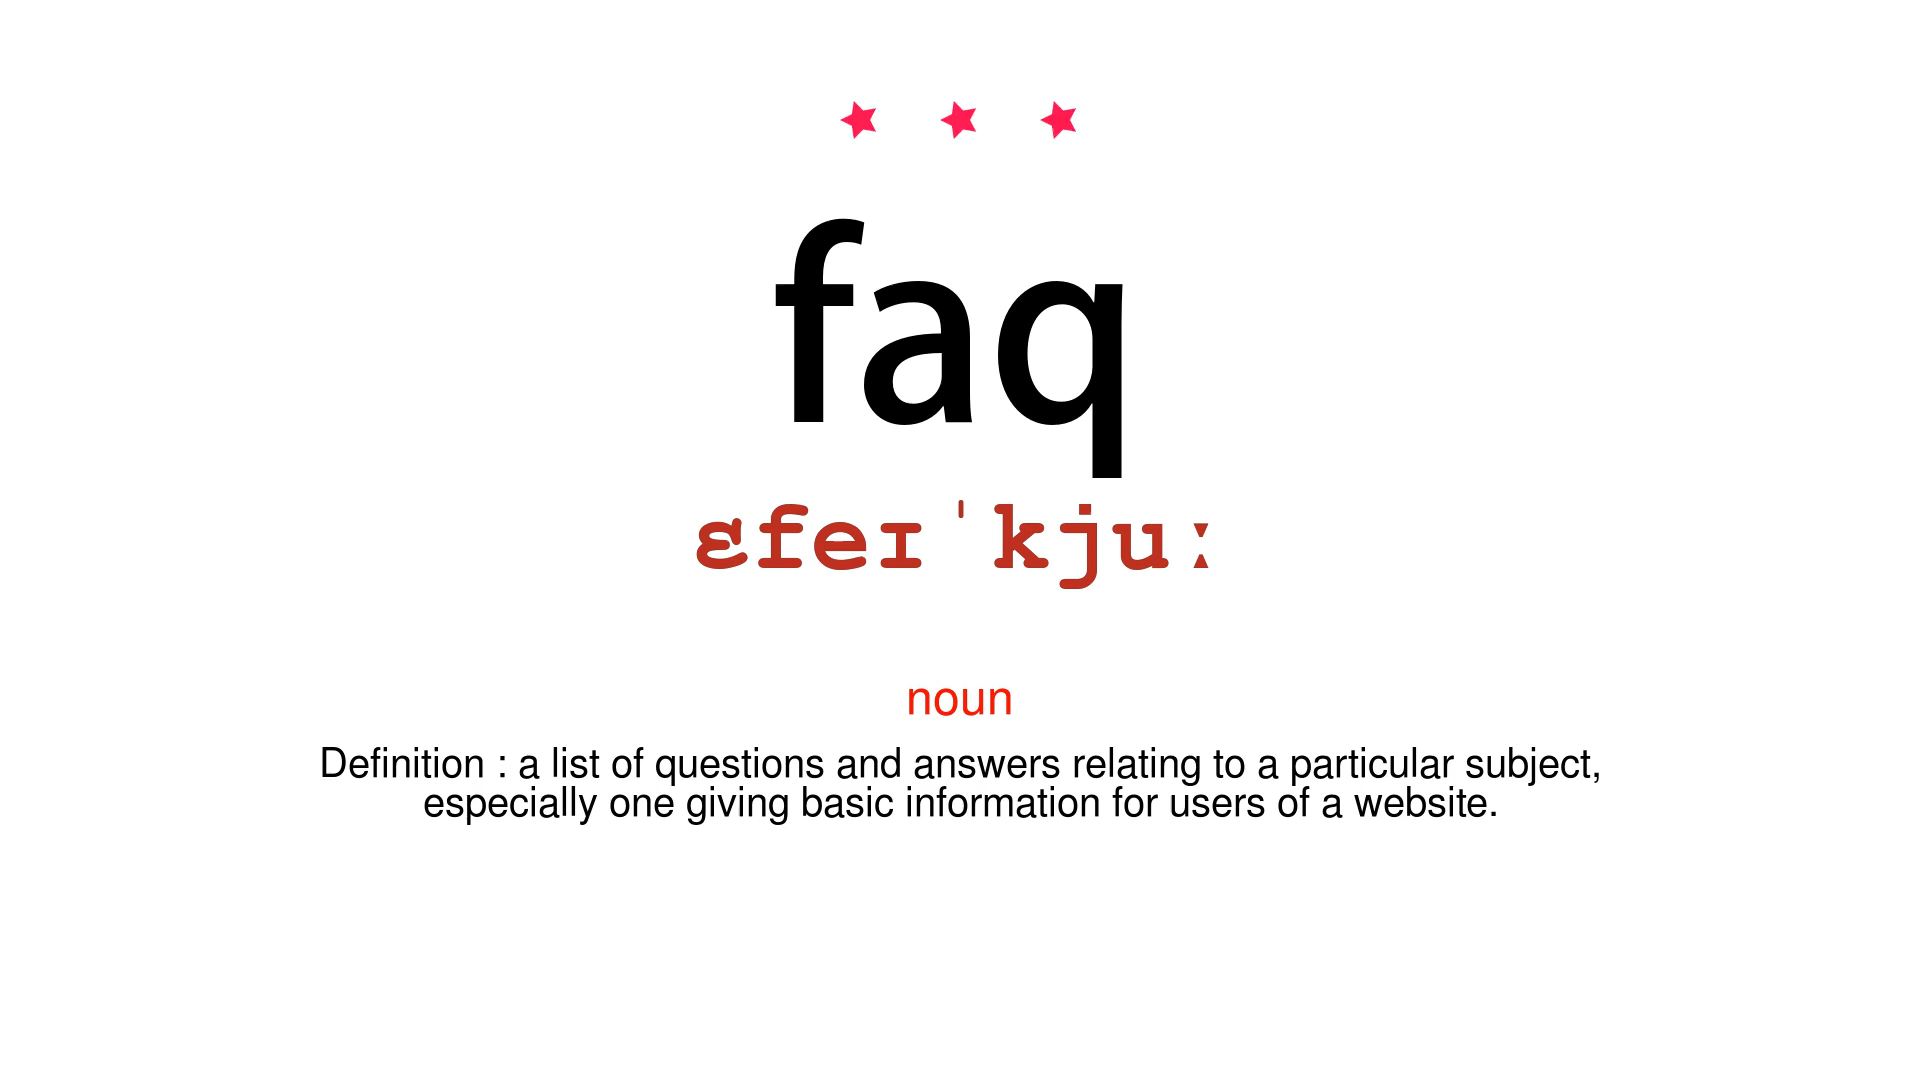 faq
ɛfeɪˈkjuː
noun
Definition : a list of questions and answers relating to a particular subject,
especially one giving basic information for users of a website.